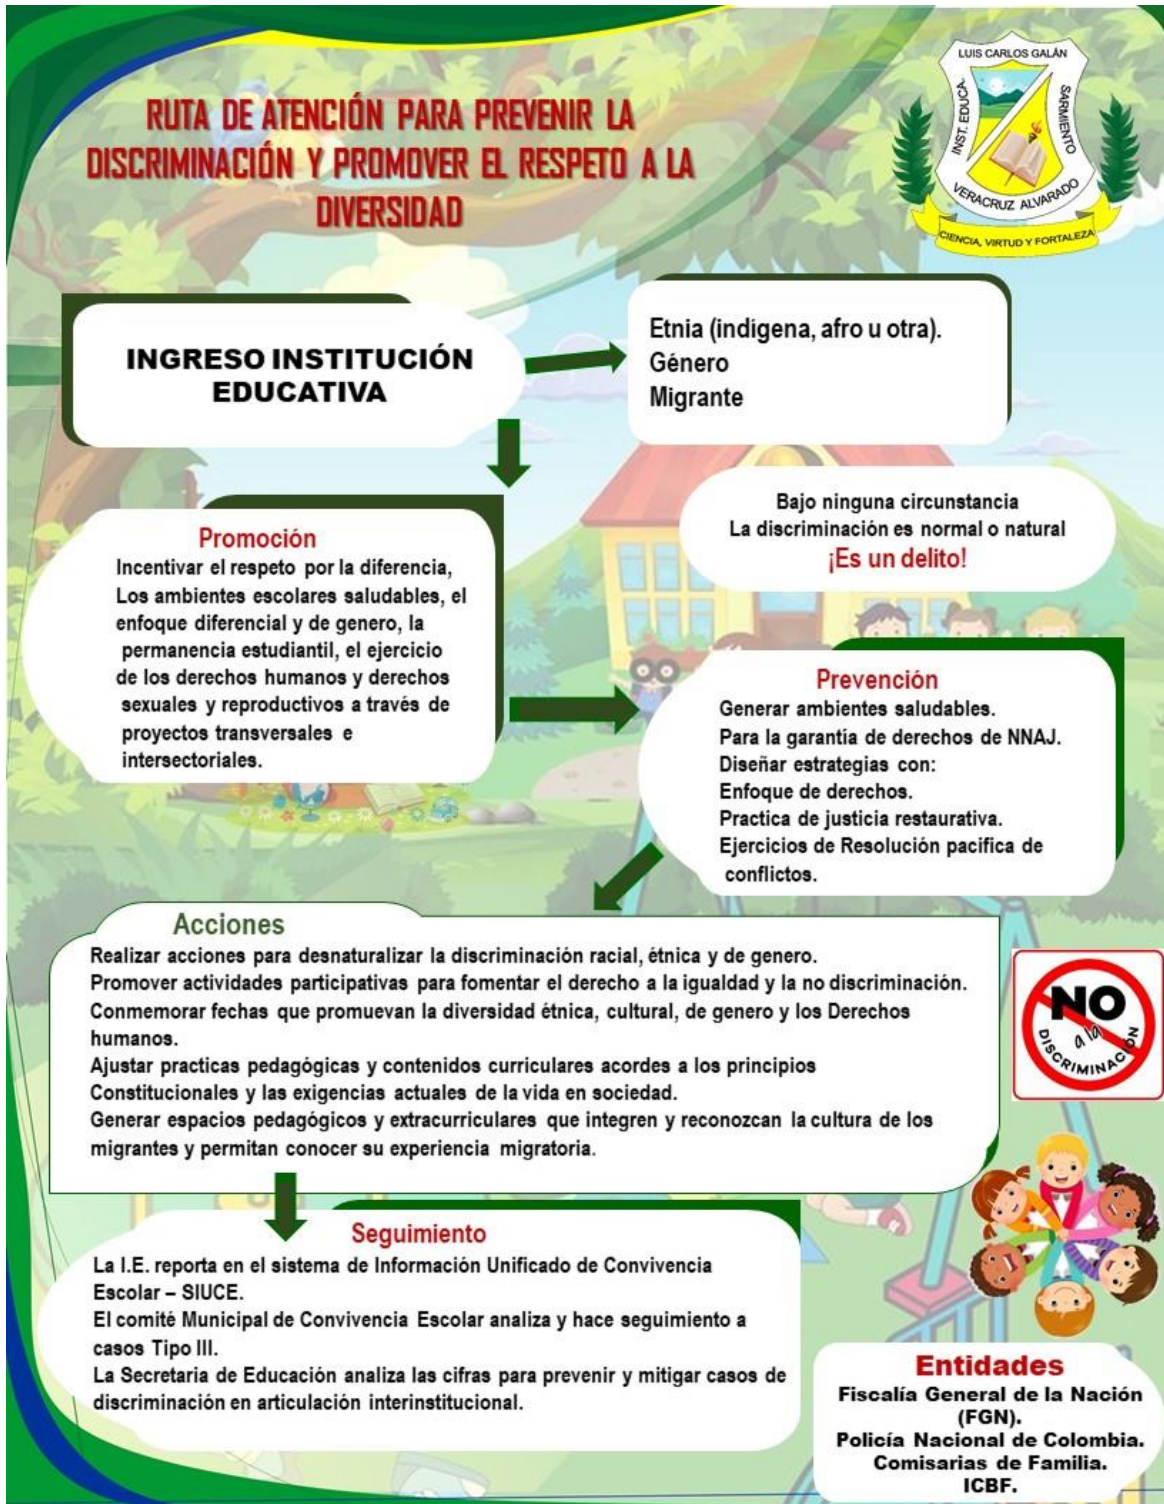 RUTA DE ATENCIÓN PARA PREVENIR LA
DISCRIMINACIÓN Y PROMOVER EL RESPETO A LA
DIVERSIDAD
LUIS CARLOS GALÁN
SARMIENTO
INST. EDUCA.
VERACRUZ ALVARADO
CIENCIA, VIRTUD Y FORTALEZA
INGRESO INSTITUCIÓN
EDUCATIVA
Etnia (indígena, afro u otra).
Género
Migrante
Bajo ninguna circunstancia
La discriminación es normal o natural
¡Es un delito!
Promoción
Incentivar el respeto por la diferencia,
Los ambientes escolares saludables, el
enfoque diferencial y de genero, la
permanencia estudiantil, el ejercicio
de los derechos humanos y derechos
sexuales y reproductivos a través de
proyectos transversales e
intersectoriales.
Prevención
Generar ambientes saludables.
Para la garantía de derechos de NNAJ.
Diseñar estrategias con:
Enfoque de derechos.
Practica de justicia restaurativa.
Ejercicios de Resolución pacifica de
conflictos.
Acciones
Realizar acciones para desnaturalizar la discriminación racial, étnica y de genero.
Promover actividades participativas para fomentar el derecho a la igualdad y la no discriminación.
Conmemorar fechas que promuevan la diversidad étnica, cultural, de genero y los Derechos
humanos.
Ajustar practicas pedagógicas y contenidos curriculares acordes a los principios
Constitucionales y las exigencias actuales de la vida en sociedad.
Generar espacios pedagógicos y extracurriculares que integren y reconozcan la cultura de los
migrantes y permitan conocer su experiencia migratoria.
NO
a la
DISCRIMINACIÓN
Seguimiento
La I.E. reporta en el sistema de Información Unificado de Convivencia
Escolar – SIUCE.
El comité Municipal de Convivencia Escolar analiza y hace seguimiento a
casos Tipo III.
La Secretaria de Educación analiza las cifras para prevenir y mitigar casos de
discriminación en articulación interinstitucional.
Entidades
Fiscalía General de la Nación
(FGN).
Policía Nacional de Colombia.
Comisarias de Familia.
ICBF.